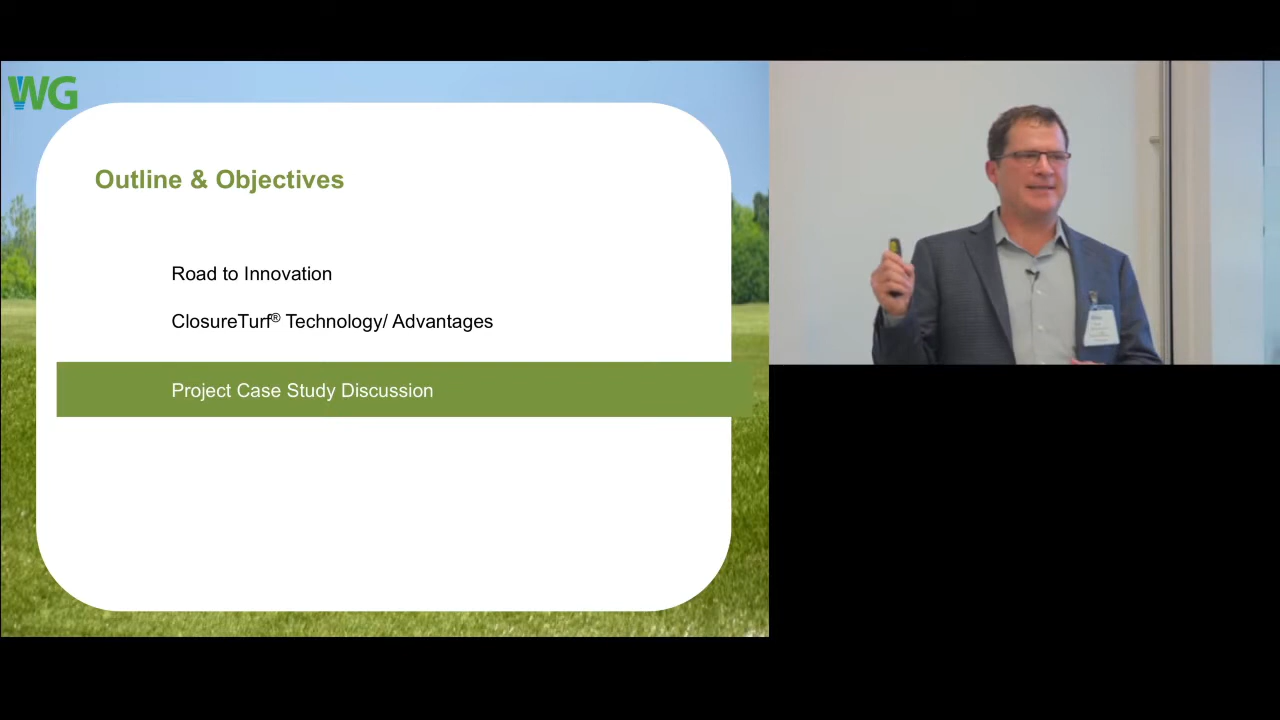 WG
Outline & Objectives
Road to Innovation
ClosureTurf® Technology/ Advantages
Project Case Study Discussion